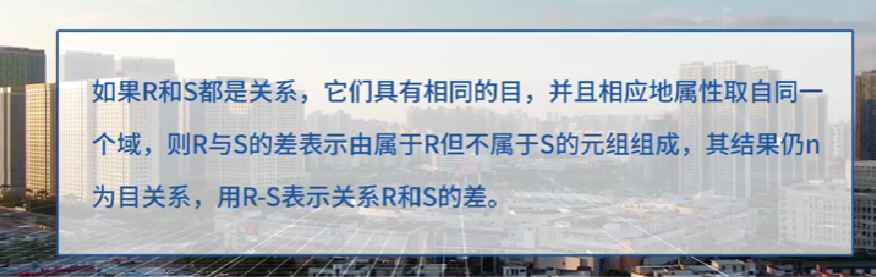 如果R和S都是关系，它们具有相同的目，并且相应地属性取自同一
个域，则R与S的差表示由属于R但不属于S的元组组成，其结果仍n
为目关系，用R-S表示关系R和S的差。